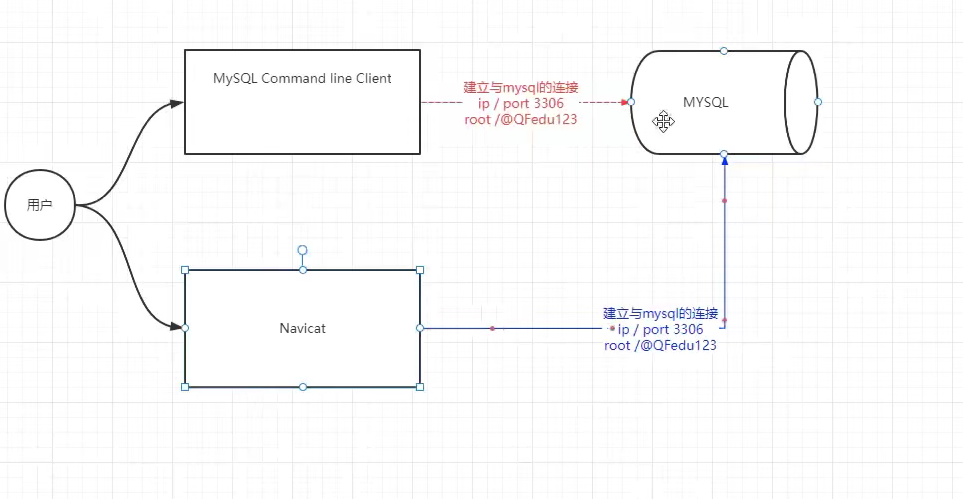 MySQL Command line Client
建立与mysql的连接
ip / port 3306
root /@QFedu123
MYSQL
用户
Navicat
建立与mysql的连接
ip / port 3306
root /@QFedu123